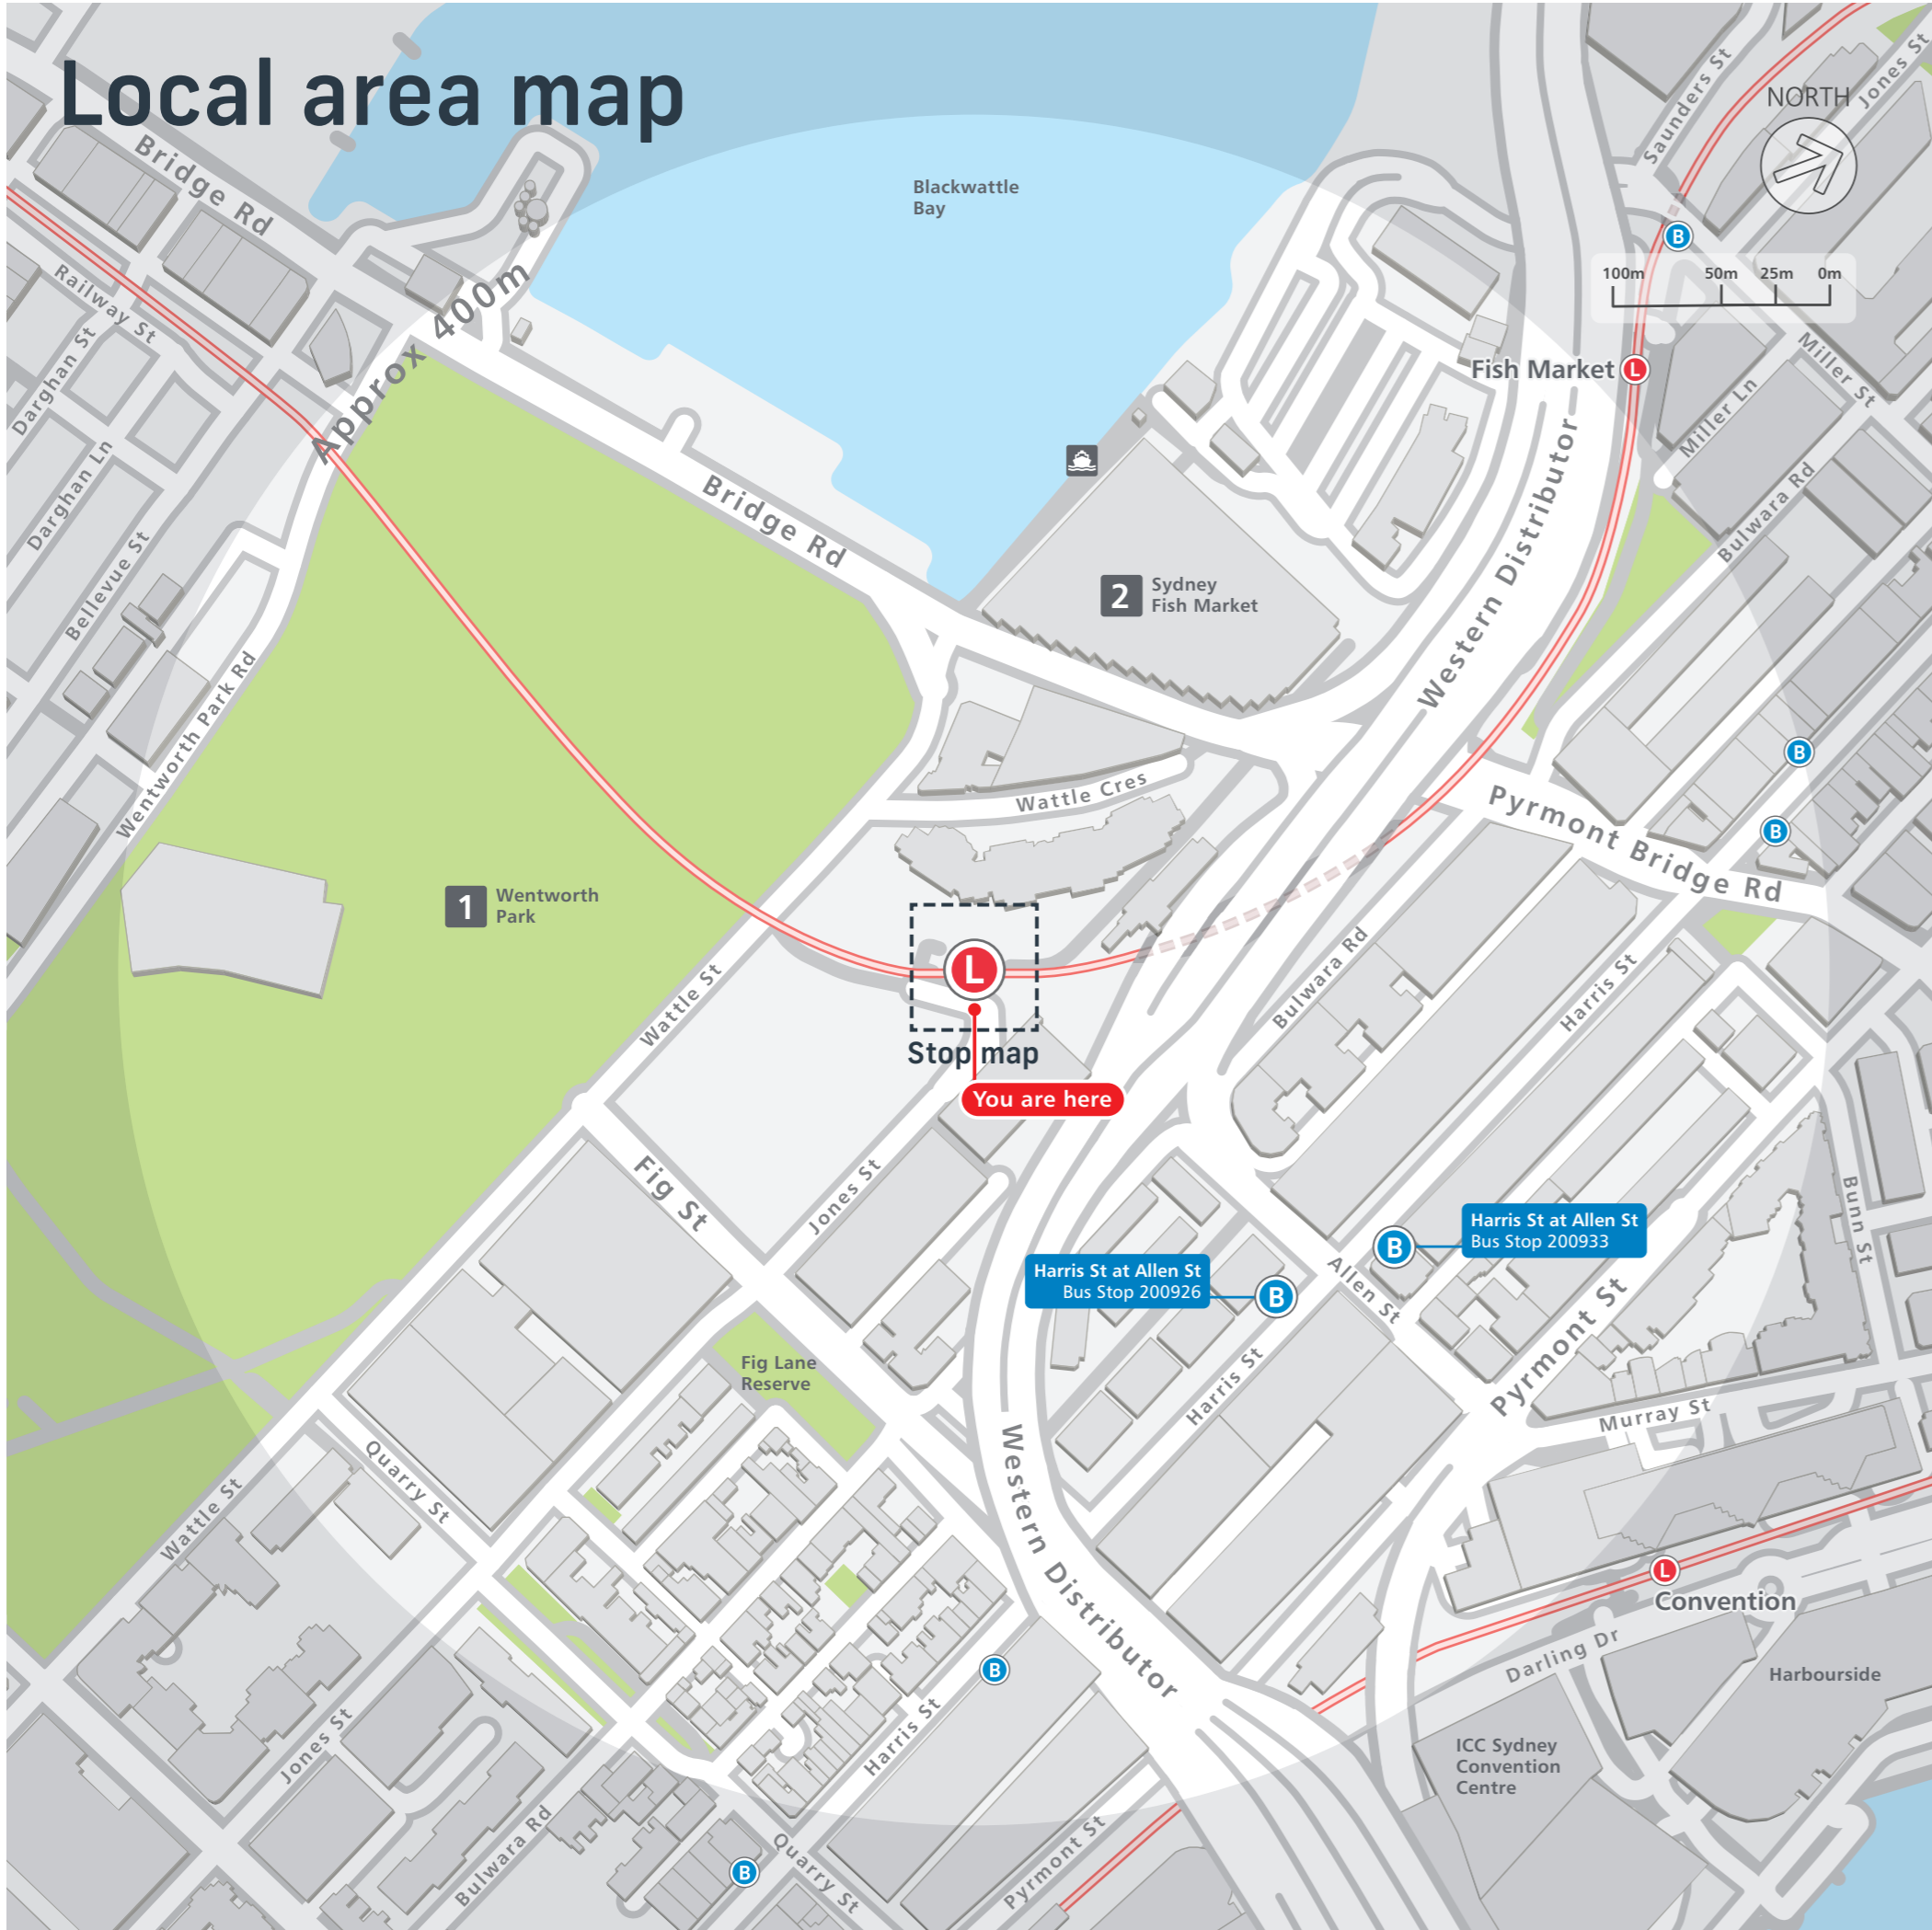 Local area map
NORTH
100m 50m 25m 0m
Saunders St
Jones St
Blackwattle
Bay
Bridge Rd
Railway St
Darghan St
Darghan Ln
Bellevue St
Approx 400m
Fish Market
L
B
Miller St
Miller Ln
Bulwara Rd
Bridge Rd
Western Distributor
2
Sydney
Fish Market
Wentworth Park Rd
Wattle Cres
B
B
Pyrmont Bridge Rd
1
Wentworth
Park
Wattle St
L
Stop map
You are here
Bulwara Rd
Harris St
Fig St
Jones St
Bunn St
Harris St at Allen St
Bus Stop 200933
B
Harris St at Allen St
Bus Stop 200926
B
Allen St
Pyrmont St
Fig Lane
Reserve
Harris St
Murray St
Quarry St
Wattle St
Western Distributor
L
Convention
Darling Dr
Harbourside
B
Harris St
Jones St
ICC Sydney
Convention
Centre
Bulwara Rd
B
Quarry St
Pyrmont St